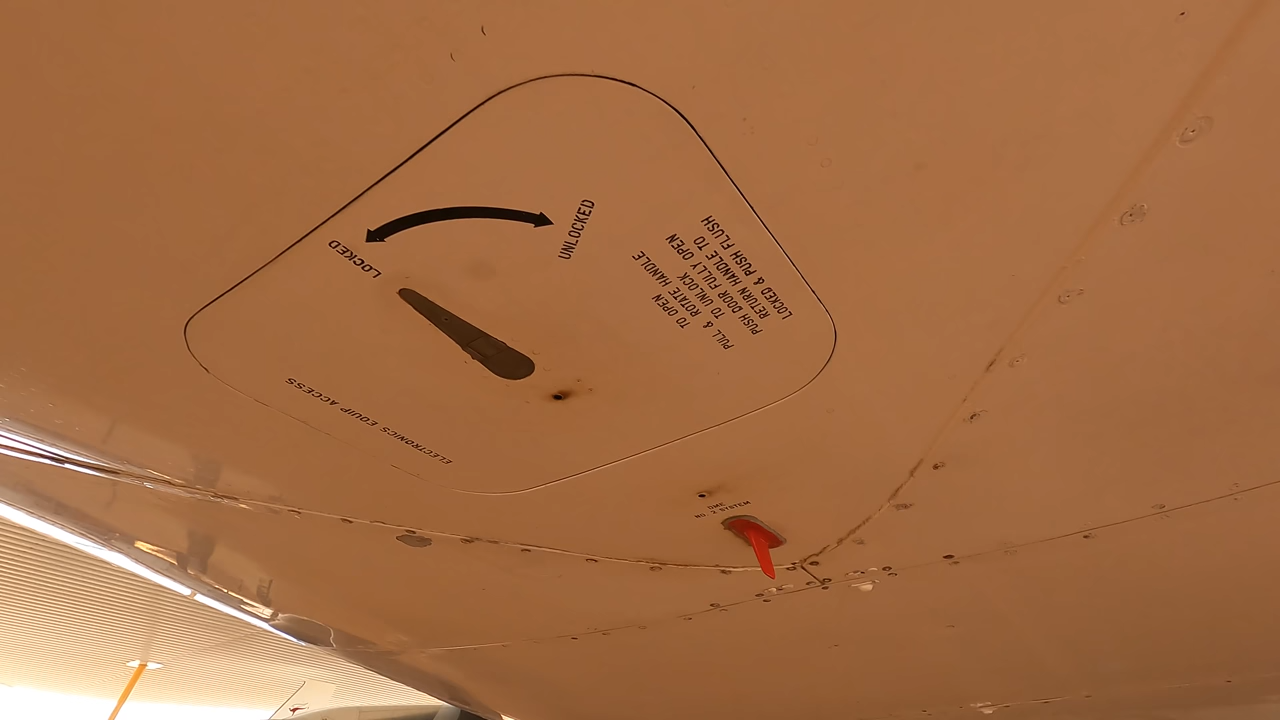 LOCKED
UNLOCKED
TO OPEN
PULL & ROTATE HANDLE
TO UNLOCK
PUSH DOOR FULLY OPEN
RETURN HANDLE TO
LOCKED & PUSH FLUSH
ELECTRONICS EQUIP ACCESS
DME
NO. 2 SYSTEM